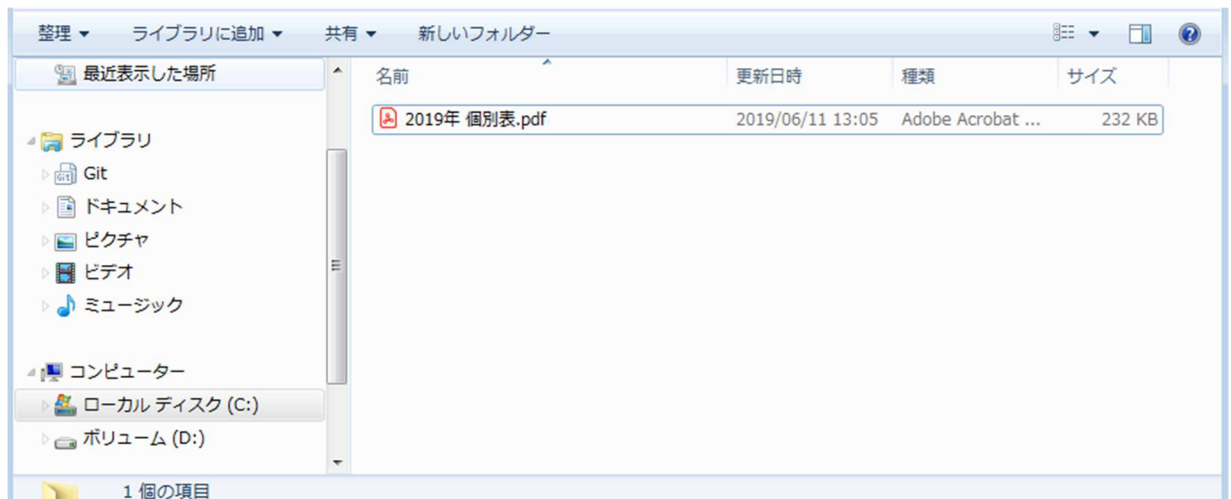 整理 ▼ ライブラリに追加 ▼ 共有 ▼ 新しいフォルダー
最近表示した場所
ライブラリ
Git
ドキュメント
ピクチャ
ビデオ
ミュージック
コンピューター
ローカル ディスク (C:)
ボリューム (D:)
名前 更新日時 種類 サイズ
2019年 個別表.pdf 2019/06/11 13:05 Adobe Acrobat ... 232 KB
1 個の項目